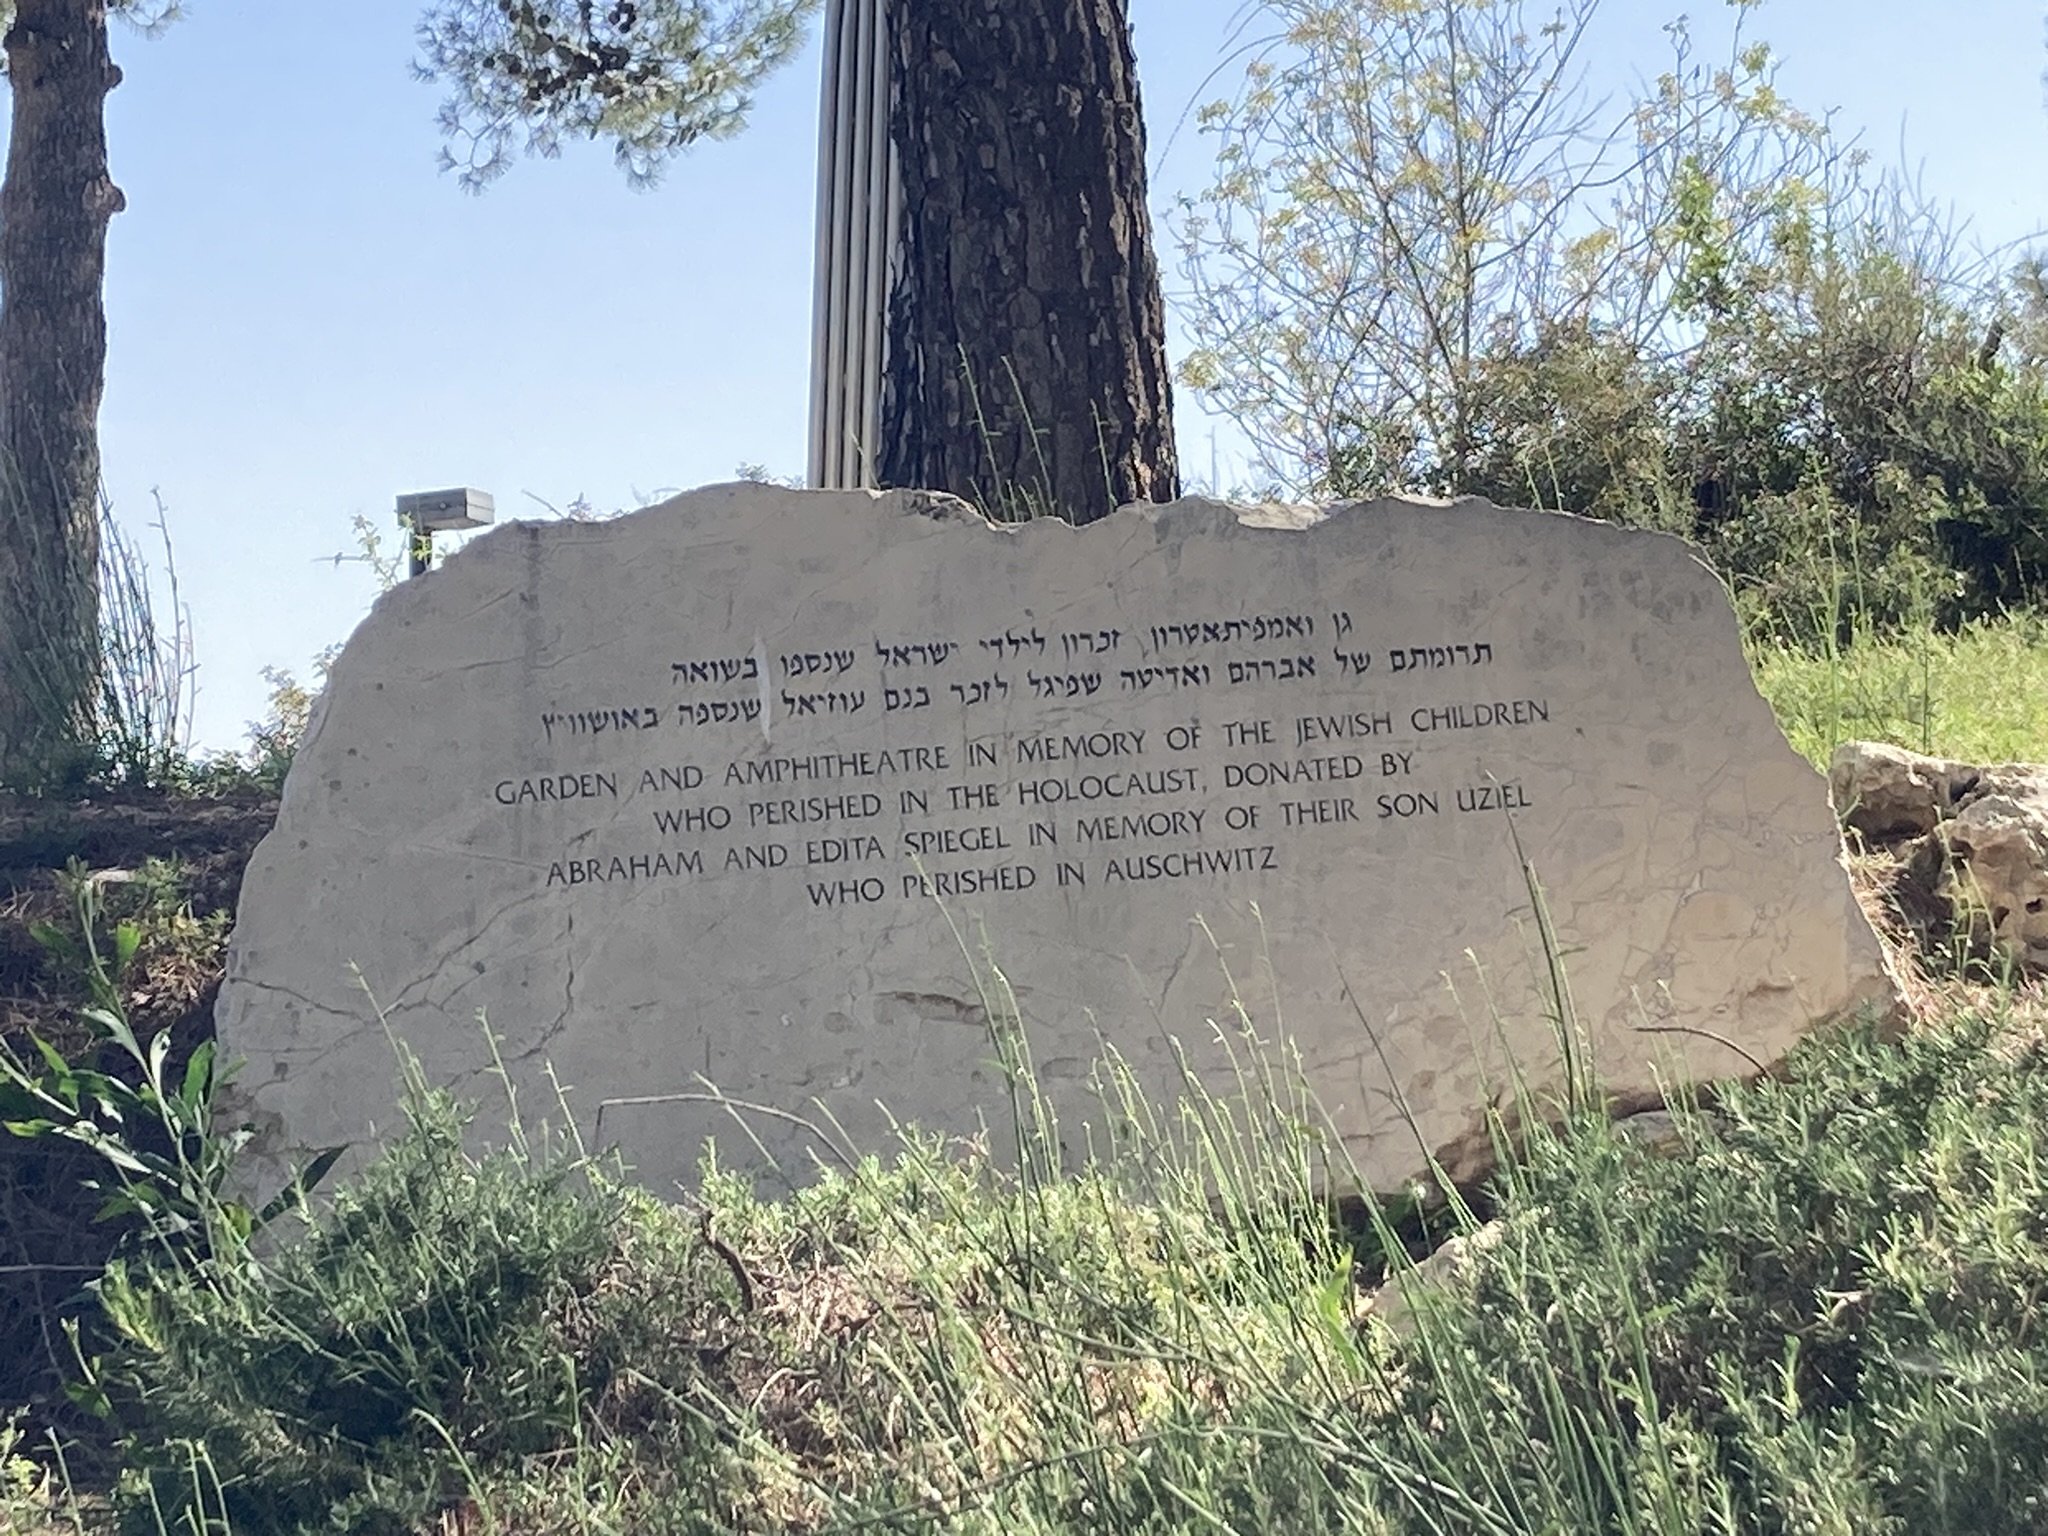 גן ואמפיתאטרון, זכרון לילדי ישראל שנספו בשואה
תרומתם של אברהם ואדיטה שפיגל לזכר בנם עוזיאל שנספה באושוויץ
GARDEN AND AMPHITHEATRE IN MEMORY OF THE JEWISH CHILDREN
WHO PERISHED IN THE HOLOCAUST, DONATED BY
ABRAHAM AND EDITA SPIEGEL IN MEMORY OF THEIR SON UZIEL
WHO PERISHED IN AUSCHWITZ